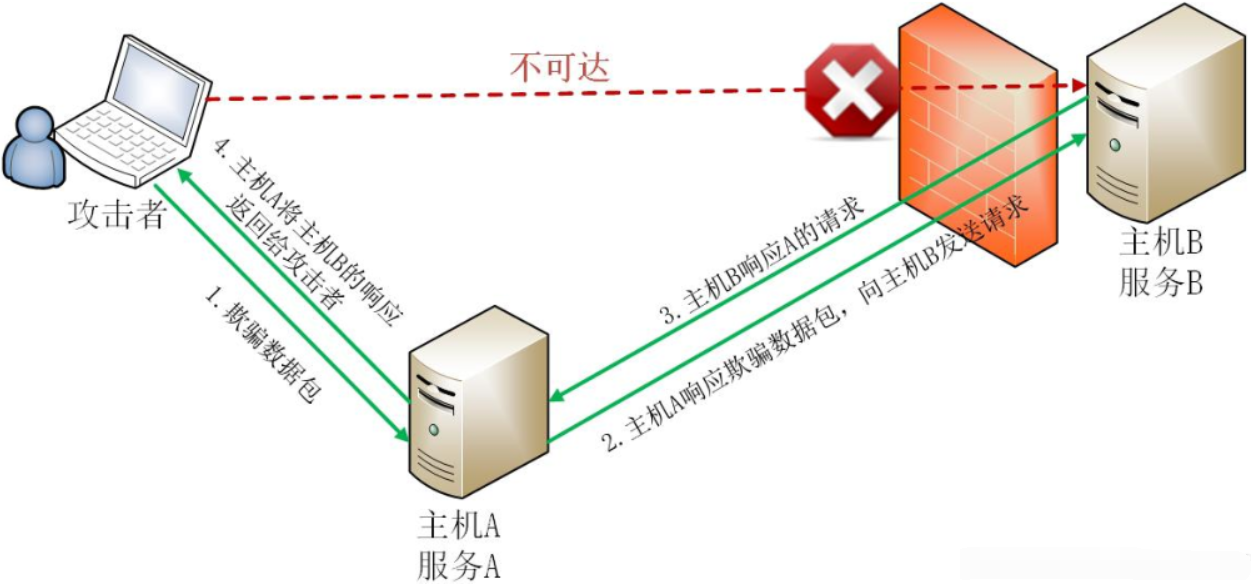 不可达
攻击者
4. 主机A将主机B的响应
返回给攻击者
1. 欺骗数据包
3. 主机B响应A的请求
2. 主机A响应欺骗数据包，向主机B发送请求
主机B
服务B
主机A
服务A